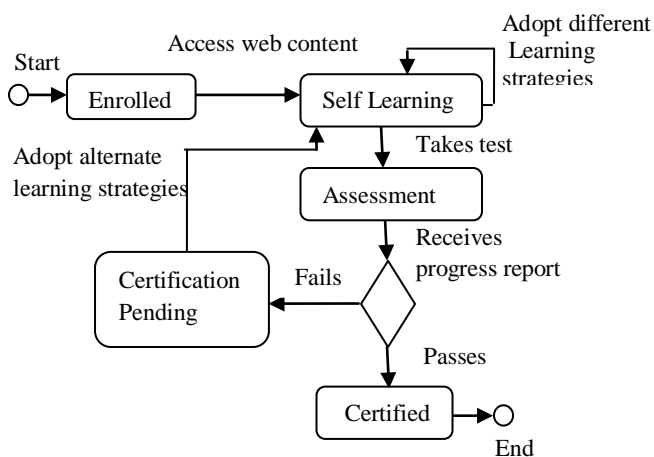 Adopt different
Learning
strategies
Access web content
Start
Enrolled
Self Learning
Adopt alternate
learning strategies
Takes test
Assessment
Receives
progress report
Certification
Pending
Fails
Passes
Certified
End